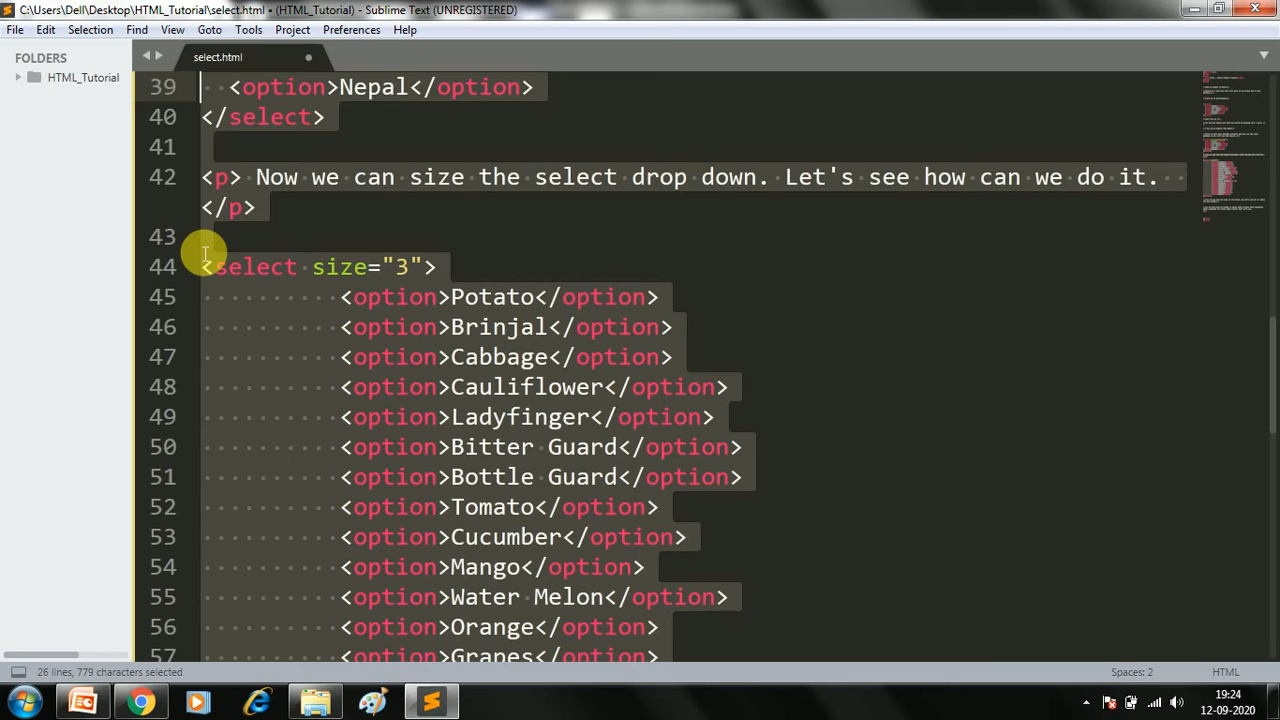 C:\Users\Dell\Desktop\HTML_Tutorial\select.html • (HTML_Tutorial) - Sublime Text (UNREGISTERED)
File Edit Selection Find View Goto Tools Project Preferences Help
FOLDERS
HTML_Tutorial
select.html
39 <option>Nepal</option>
40 </select>
41
42 <p> Now we can size the select drop down. Let's see how can we do it.
</p>
43
44 <select size="3">
45 <option>Potato</option>
46 <option>Brinjal</option>
47 <option>Cabbage</option>
48 <option>Cauliflower</option>
49 <option>Ladyfinger</option>
50 <option>Bitter Guard</option>
51 <option>Bottle Guard</option>
52 <option>Tomato</option>
53 <option>Cucumber</option>
54 <option>Mango</option>
55 <option>Water Melon</option>
56 <option>Orange</option>
57 <option>Grapes</option>
26 lines, 779 characters selected
Spaces: 2 HTML
19:24
12-09-2020